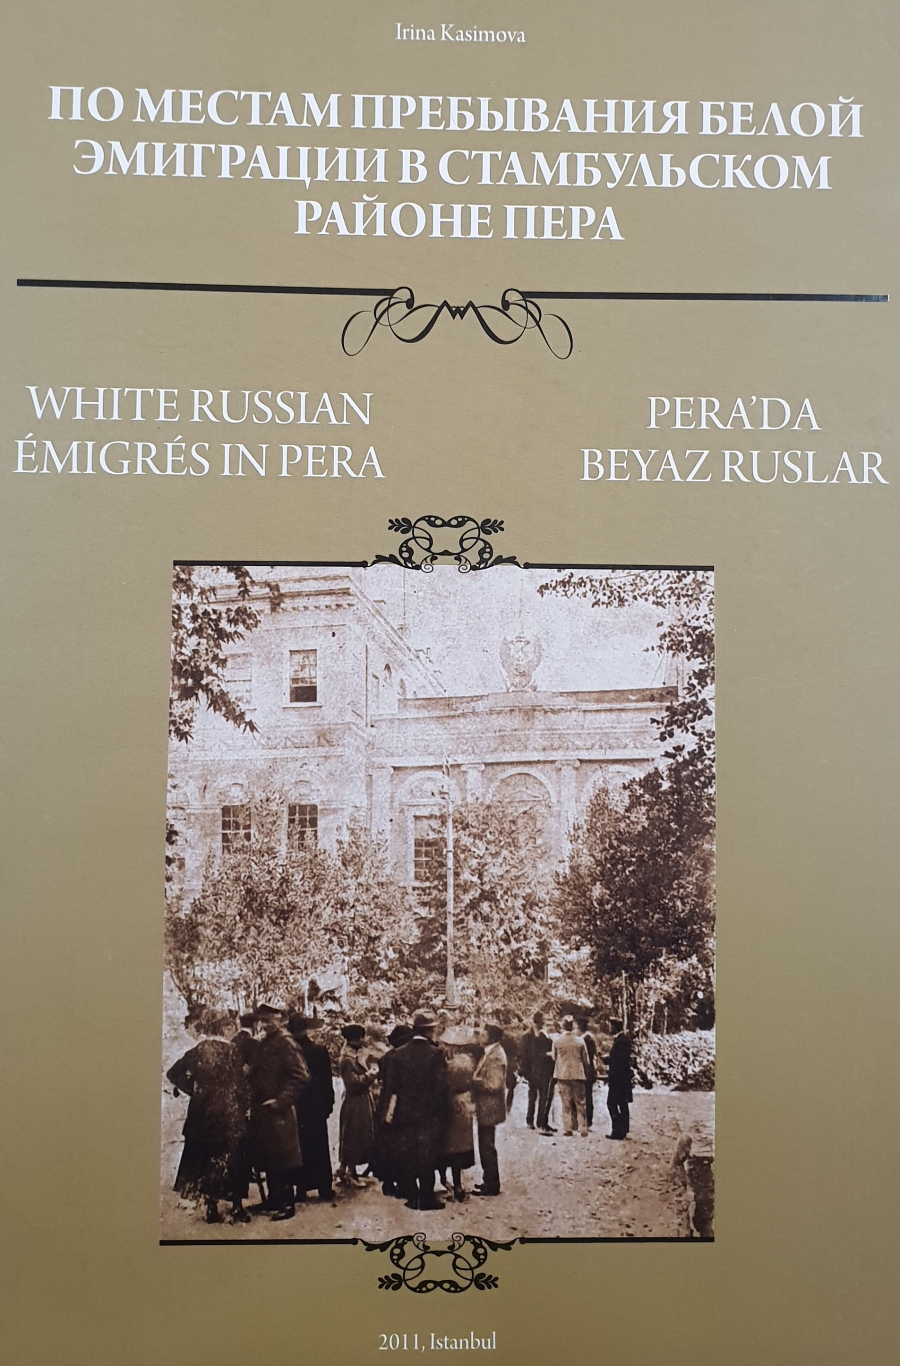 Irina Kasimova
ПО МЕСТАМ ПРЕБЫВАНИЯ БЕЛОЙ
ЭМИГРАЦИИ В СТАМБУЛЬСКОМ
РАЙОНЕ ПЕРА
WHITE RUSSIAN
ÉMIGRÉS IN PERA
PERA’DA
BEYAZ RUSLAR
2011, Istanbul